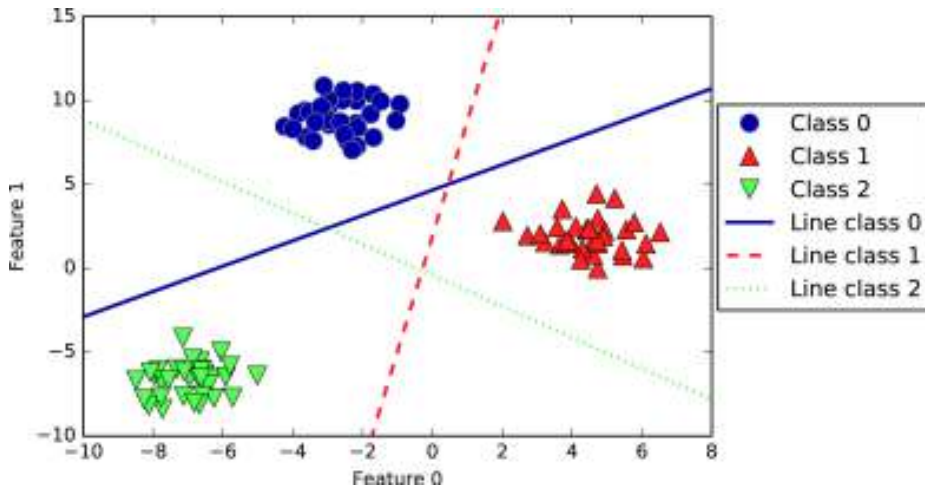 15
10
5
0
−5
−10
Feature 1
−10 −8 −6 −4 −2 0 2 4 6 8
Feature 0
Class 0
Class 1
Class 2
Line class 0
Line class 1
Line class 2